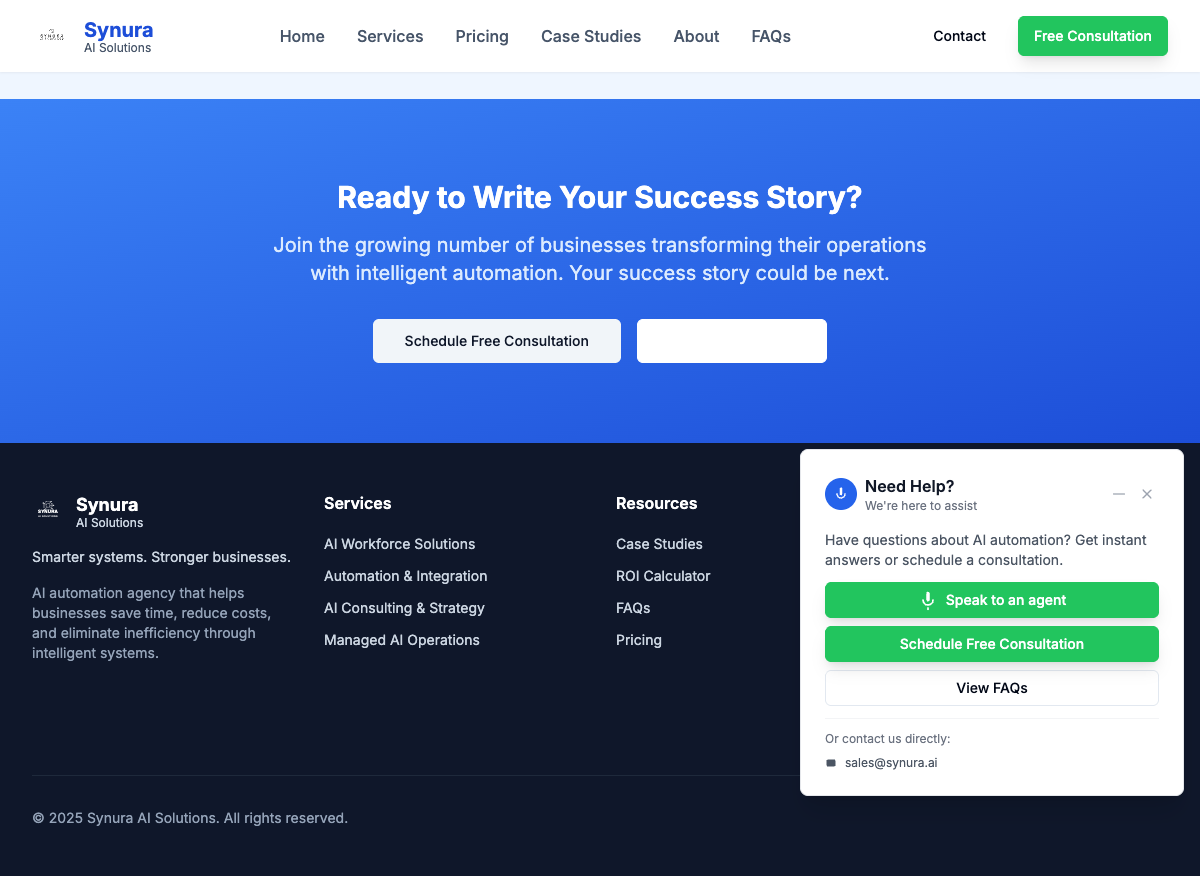 Synura
AI Solutions
Home
Services
Pricing
Case Studies
About
FAQs
Contact
Free Consultation
Ready to Write Your Success Story?
Join the growing number of businesses transforming their operations
with intelligent automation. Your success story could be next.
Schedule Free Consultation
SYNURA
Synura
AI Solutions
Smarter systems. Stronger businesses.
AI automation agency that helps
businesses save time, reduce costs,
and eliminate inefficiency through
intelligent systems.
Services
AI Workforce Solutions
Automation & Integration
AI Consulting & Strategy
Managed AI Operations
Resources
Case Studies
ROI Calculator
FAQs
Pricing
Need Help?
We're here to assist
Have questions about AI automation? Get instant
answers or schedule a consultation.
Speak to an agent
Schedule Free Consultation
View FAQs
Or contact us directly:
sales@synura.ai
© 2025 Synura AI Solutions. All rights reserved.